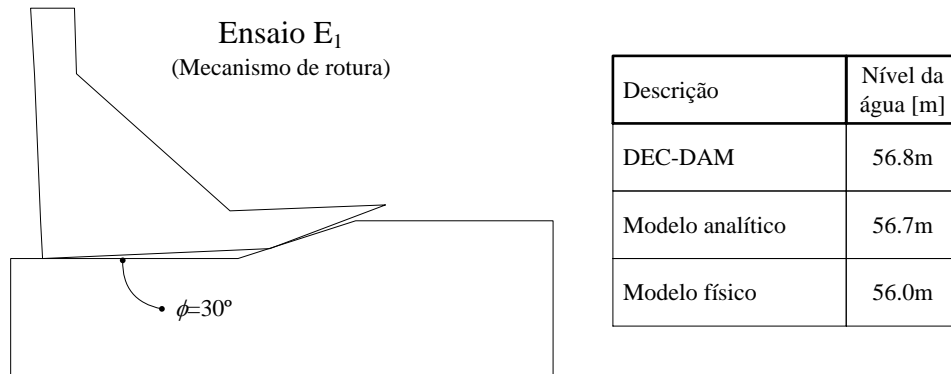 Ensaio E1
(Mecanismo de rotura)
ϕ=30º
Descrição
Nível da
água [m]
DEC-DAM
56.8m
Modelo analítico
56.7m
Modelo físico
56.0m